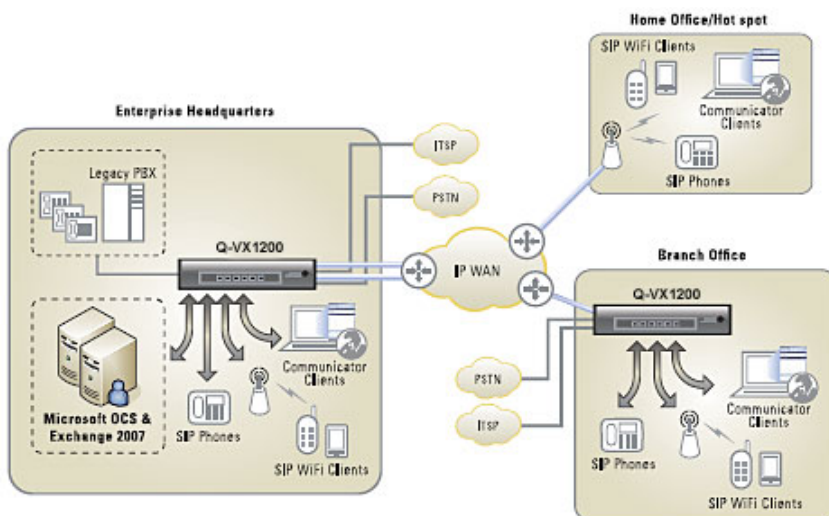 Home Office/Hot spot
SIP WiFi Clients
Communicator
Clients
SIP Phones
Enterprise Headquarters
Legacy PBX
Q-VX1200
ITSP
PSTN
IP WAN
Microsoft OCS &
Exchange 2007
SIP Phones
Communicator
Clients
SIP WiFi Clients
Branch Office
Q-VX1200
PSTN
ITSP
Communicator
Clients
SIP Phones
SIP WiFi Clients